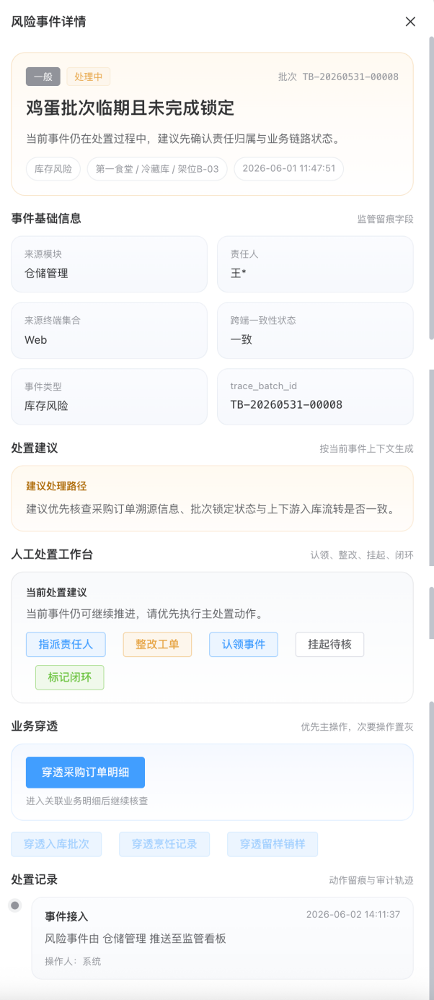 风险事件详情
一般 处理中 批次 TB-20260531-00008
鸡蛋批次临期且未完成锁定
当前事件仍在处置过程中，建议先确认责任归属与业务链路状态。
库存风险 第一食堂 / 冷藏库 / 架位B-03 2026-06-01 11:47:51
事件基础信息 监管留痕字段
来源模块 责任人
仓储管理 王*
来源终端集合 跨端一致性状态
Web 一致
事件类型 trace_batch_id
库存风险 TB-20260531-00008
处置建议 按当前事件上下文生成
建议处理路径
建议优先核查采购订单溯源信息、批次锁定状态与上下游入库流转是否一致。
人工处置工作台 认领、整改、挂起、闭环
当前处置建议
当前事件仍可继续推进，请优先执行主处置动作。
指派责任人 整改工单 认领事件 挂起待核
标记闭环
业务穿透 优先主操作，次要操作置灰
穿透采购订单明细
进入关联业务明细后继续核查
穿透入库批次 穿透烹饪记录 穿透留样销样
处置记录 动作留痕与审计轨迹
事件接入 2026-06-02 14:11:37
风险事件由 仓储管理 推送至监管看板
操作人：系统